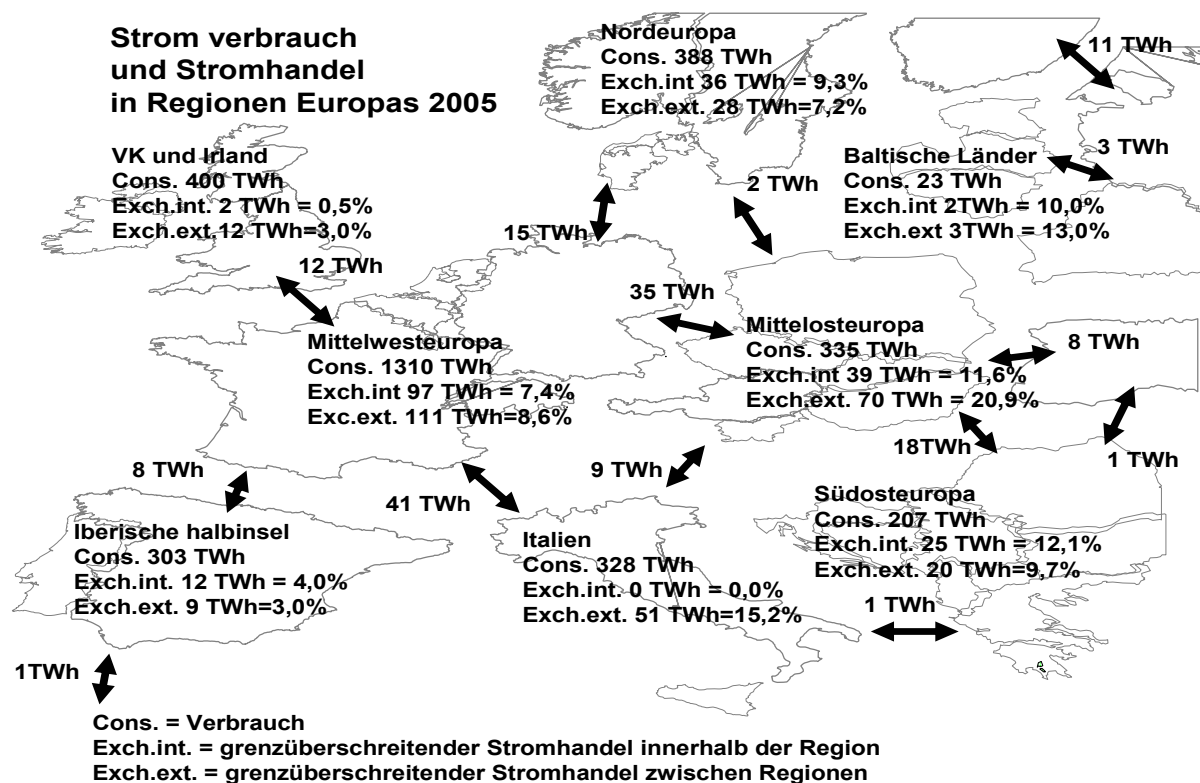 Strom verbrauch
und Stromhandel
in Regionen Europas 2005
Nordeuropa
Cons. 388 TWh
Exch.int 36 TWh = 9,3%
Exch.ext. 28 TWh=7,2%
11 TWh
VK und Irland
Cons. 400 TWh
Exch.int. 2 TWh = 0,5%
Exch.ext.12 TWh=3,0%
Baltische Länder
Cons. 23 TWh
Exch.int 2TWh = 10,0%
Exch.ext 3TWh = 13,0%
3 TWh
2 TWh
15 TWh
12 TWh
35 TWh
Mittelwesteuropa
Cons. 1310 TWh
Exch.int 97 TWh = 7,4%
Exc.ext. 111 TWh=8,6%
Mittelosteuropa
Cons. 335 TWh
Exch.int 39 TWh = 11,6%
Exch.ext. 70 TWh = 20,9%
8 TWh
18TWh
1 TWh
8 TWh
41 TWh
9 TWh
Iberische halbinsel
Cons. 303 TWh
Exch.int. 12 TWh = 4,0%
Exch.ext. 9 TWh=3,0%
Italien
Cons. 328 TWh
Exch.int. 0 TWh = 0,0%
Exch.ext. 51 TWh=15,2%
Südosteuropa
Cons. 207 TWh
Exch.int. 25 TWh = 12,1%
Exch.ext. 20 TWh=9,7%
1 TWh
1TWh
Cons. = Verbrauch
Exch.int. = grenzüberschreitender Stromhandel innerhalb der Region
Exch.ext. = grenzüberschreitender Stromhandel zwischen Regionen